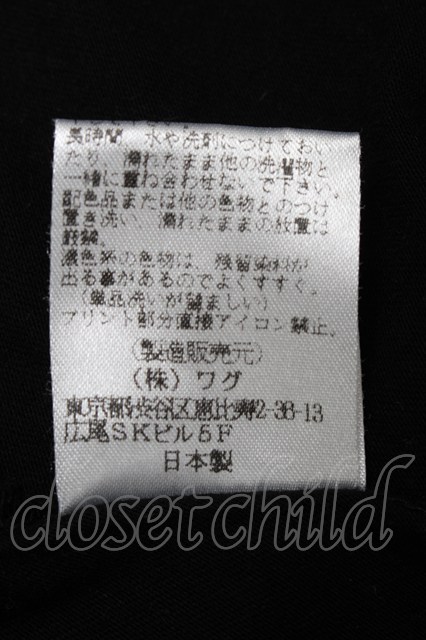 長時間 水や洗剤につけておい
たり、濡れたまま他の洗濯物と
一緒に重ね合わせないで下さい。
配色品または他の色物とのつけ
置き洗い、濡れたままの放置は
厳禁。
濃色系の色物は、残留染料が
出る事があるのでよくすすぐ。
(単品洗いが望ましい)
プリント部分直接アイロン禁止。
(製造販売元)
(株)ワグ
東京都渋谷区恵比寿2-36-13
広尾SKビル5F
日本製
closetchild